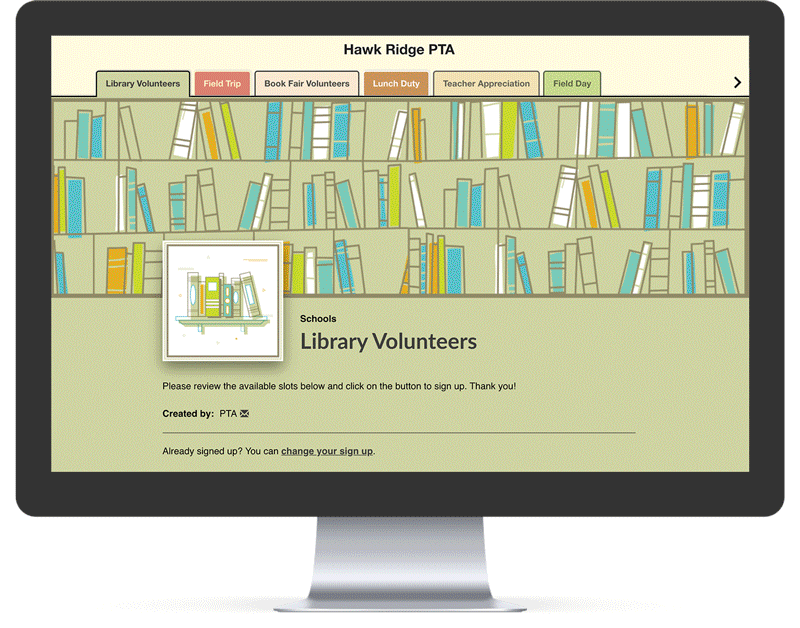 Hawk Ridge PTA
Library Volunteers
Field Trip
Book Fair Volunteers
Lunch Duty
Teacher Appreciation
Field Day
Schools
Library Volunteers
Please review the available slots below and click on the button to sign up. Thank you!
Created by: PTA
Already signed up? You can change your sign up.